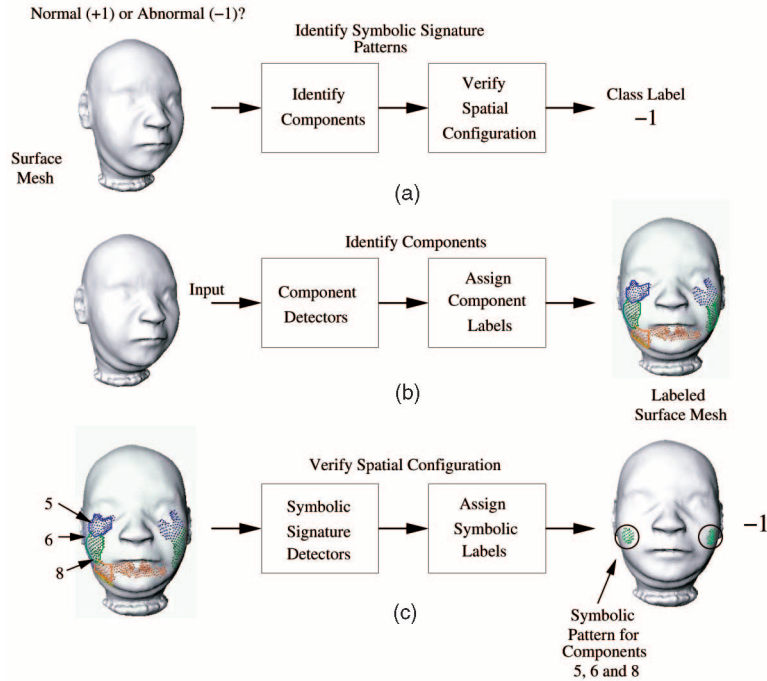 Normal (+1) or Abnormal (−1)?
Identify Symbolic Signature
Patterns
Surface
Mesh
Identify
Components
Verify
Spatial
Configuration
Class Label
−1
(a)
Identify Components
Input
Component
Detectors
Assign
Component
Labels
(b)
Labeled
Surface Mesh
Verify Spatial Configuration
5
6
8
Symbolic
Signature
Detectors
Assign
Symbolic
Labels
−1
(c)
Symbolic
Pattern for
Components
5, 6 and 8